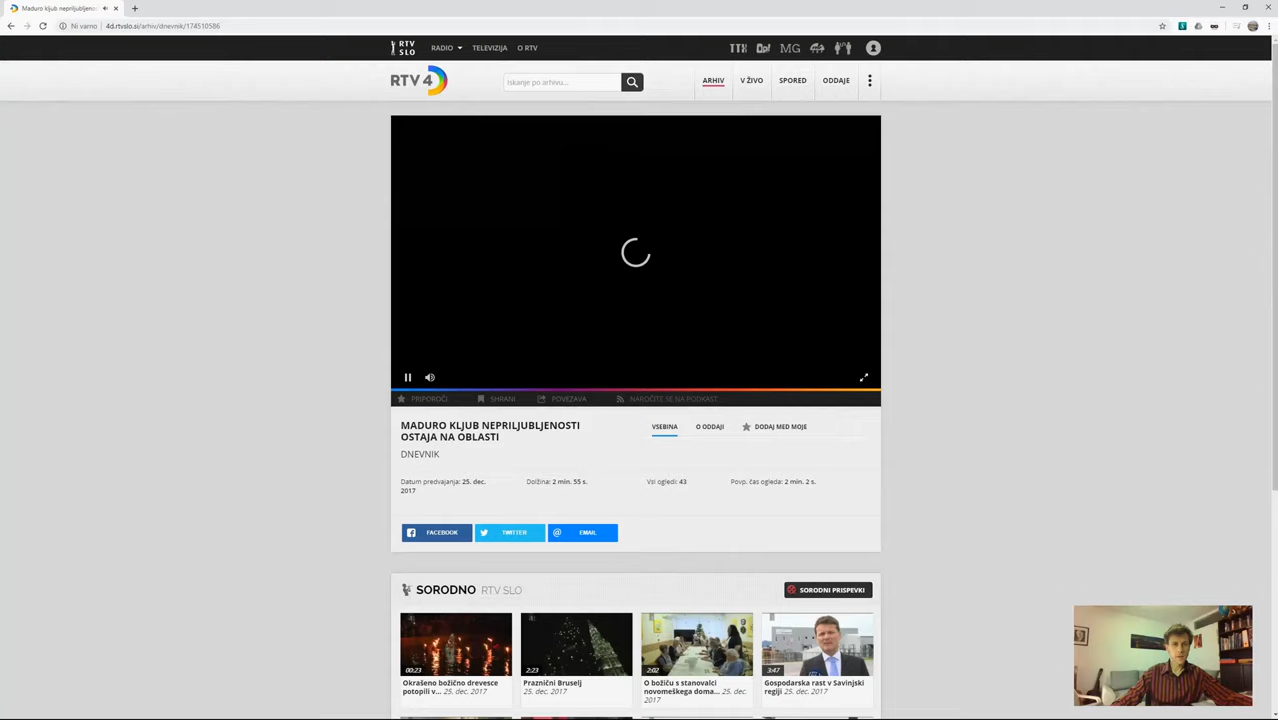 Maduro kljub nepriljubljenos
Ni varno
4d.rtvslo.si/arhiv/dnevnik/174510586
RTV
SLO
RADIO
TELEVIZIJA
O RTV
TTX
MG
RTV 4
Iskanje po arhivu...
ARHIV
V ŽIVO
SPORED
ODDAJE
PRIPOROČI
SHRANI
POVEZAVA
NAROČITE SE NA PODKAST
MADURO KLJUB NEPRILJUBLJENOSTI
OSTAJA NA OBLASTI
DNEVNIK
VSEBINA
O ODDAJI
DODAJ MED MOJE
Datum predvajanja: 25. dec.
2017
Dolžina: 2 min. 55 s.
Vsi ogledi: 43
Povp. čas ogleda: 2 min. 2 s.
FACEBOOK
TWITTER
EMAIL
SORODNO RTV SLO
SORODNI PRISPEVKI
00:23
2:23
2:02
3:47
Okrašeno božično drevesce
potopili v... 25. dec. 2017
Praznični Bruselj
25. dec. 2017
O božiču s stanovalci
novomeškega doma... 25. dec.
2017
Gospodarska rast v Savinjski
regiji 25. dec. 2017